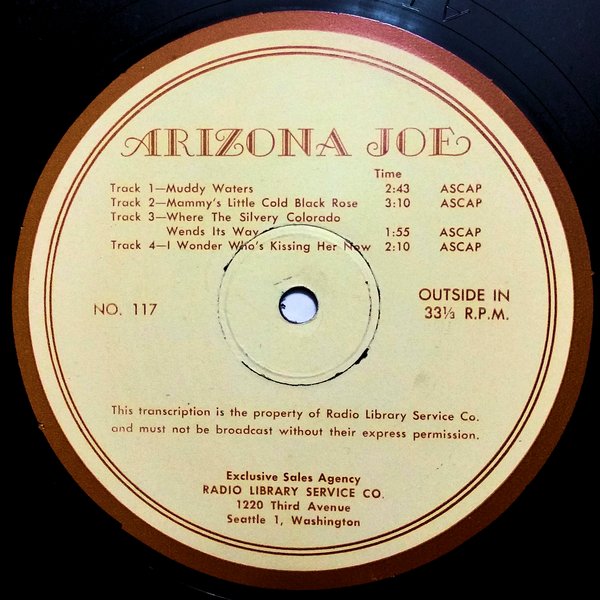 ARIZONA JOE
Time
Track 1—Muddy Waters 2:43 ASCAP
Track 2—Mammy's Little Cold Black Rose 3:10 ASCAP
Track 3—Where The Silvery Colorado
Wends Its Way 1:55 ASCAP
Track 4—I Wonder Who's Kissing Her Now 2:10 ASCAP
NO. 117
OUTSIDE IN
33⅓ R.P.M.
This transcription is the property of Radio Library Service Co.
and must not be broadcast without their express permission.
Exclusive Sales Agency
RADIO LIBRARY SERVICE CO.
1220 Third Avenue
Seattle 1, Washington